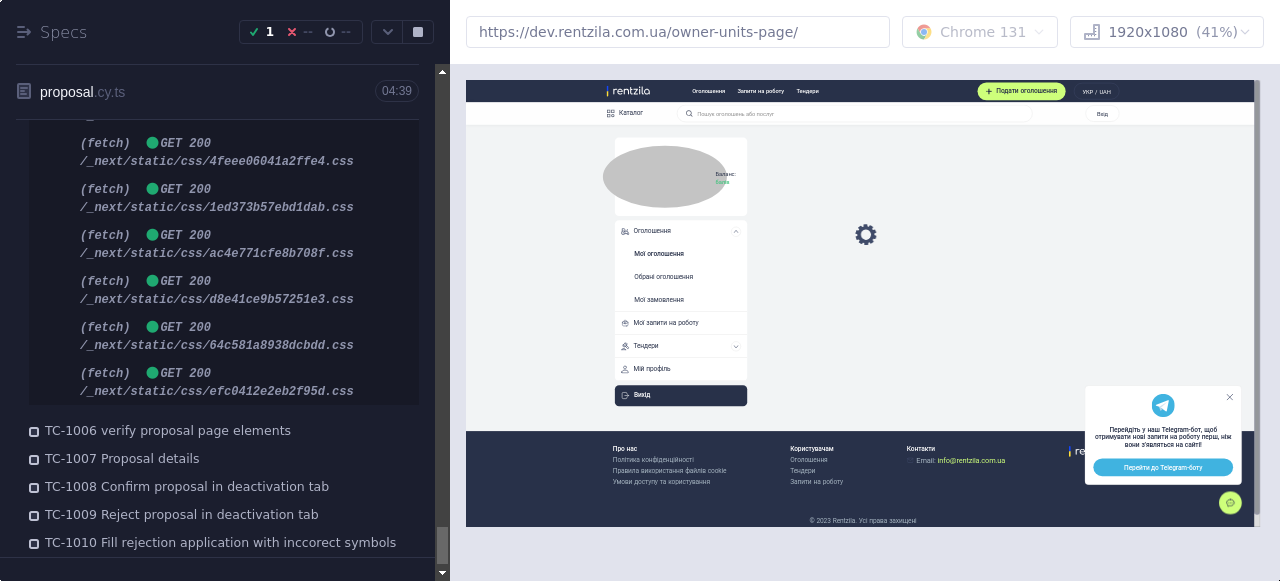 Specs
1
--
--
https://dev.rentzila.com.ua/owner-units-page/
Chrome 131
1920x1080 (41%)
proposal.cy.ts
04:39
(fetch) GET 200
/_next/static/css/4feee06041a2ffe4.css
(fetch) GET 200
/_next/static/css/1ed373b57ebd1dab.css
(fetch) GET 200
/_next/static/css/ac4e771cfe8b708f.css
(fetch) GET 200
/_next/static/css/d8e41ce9b57251e3.css
(fetch) GET 200
/_next/static/css/64c581a8938dcbdd.css
(fetch) GET 200
/_next/static/css/efc0412e2eb2f95d.css
TC-1006 verify proposal page elements
TC-1007 Proposal details
TC-1008 Confirm proposal in deactivation tab
TC-1009 Reject proposal in deactivation tab
TC-1010 Fill rejection application with inccorect symbols
rentzila
Оголошення
Запити на роботу
Тендери
+ Подати оголошення
УКР / UAH
Каталог
Пошук оголошень або послуг
Вхід
Баланс:
Оголошення
Мої оголошення
Обрані оголошення
Мої замовлення
Мої запити на роботу
Тендери
Мій профіль
Вихід
Перейдіть у наш Telegram-бот, щоб
отримувати нові запити на роботу перш, ніж
вони з'являться на сайті!
Перейти до Telegram-боту
Про нас
Політика конфіденційності
Правила використання файлів cookie
Умови доступу та користування
Користувачам
Оголошення
Тендери
Запити на роботу
Контакти
Email: info@rentzila.com.ua
re
© 2023 Rentzila. Усі права захищені